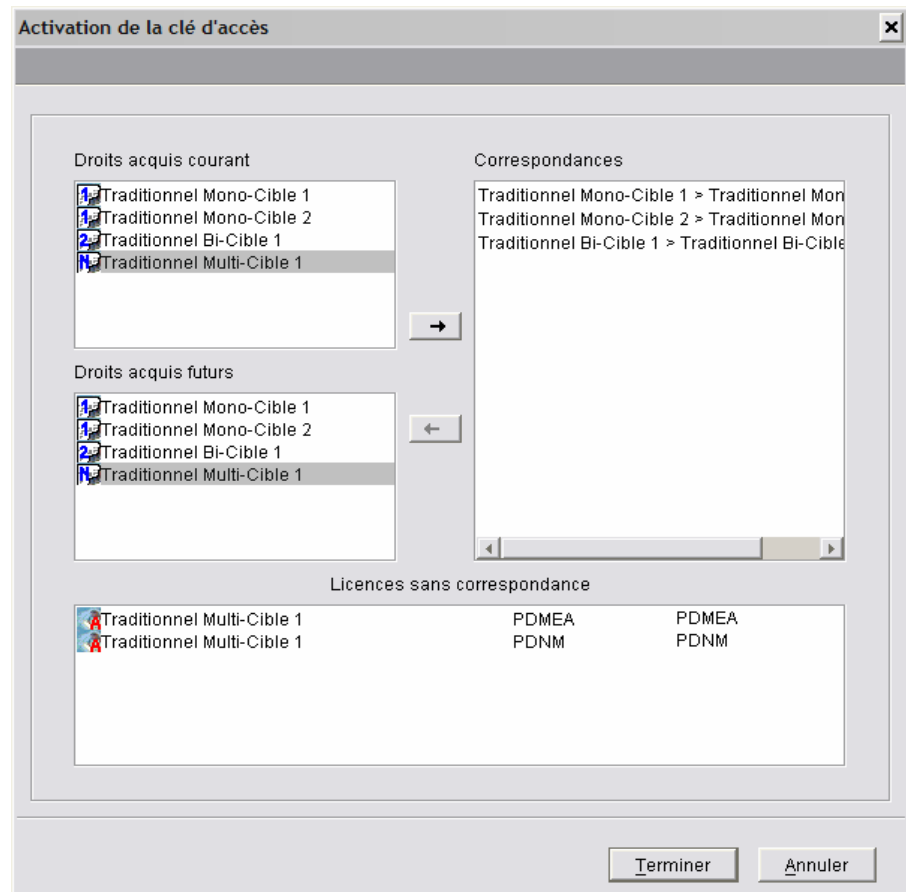 Activation de la clé d'accès
Droits acquis courant
Traditionnel Mono-Cible 1
Traditionnel Mono-Cible 2
Traditionnel Bi-Cible 1
Traditionnel Multi-Cible 1
Droits acquis futurs
Traditionnel Mono-Cible 1
Traditionnel Mono-Cible 2
Traditionnel Bi-Cible 1
Traditionnel Multi-Cible 1
Correspondances
Traditionnel Mono-Cible 1 > Traditionnel Mon
Traditionnel Mono-Cible 2 > Traditionnel Mon
Traditionnel Bi-Cible 1 > Traditionnel Bi-Cible
Licences sans correspondance
Traditionnel Multi-Cible 1 PDMEA PDMEA
Traditionnel Multi-Cible 1 PDNM PDNM
Terminer Annuler